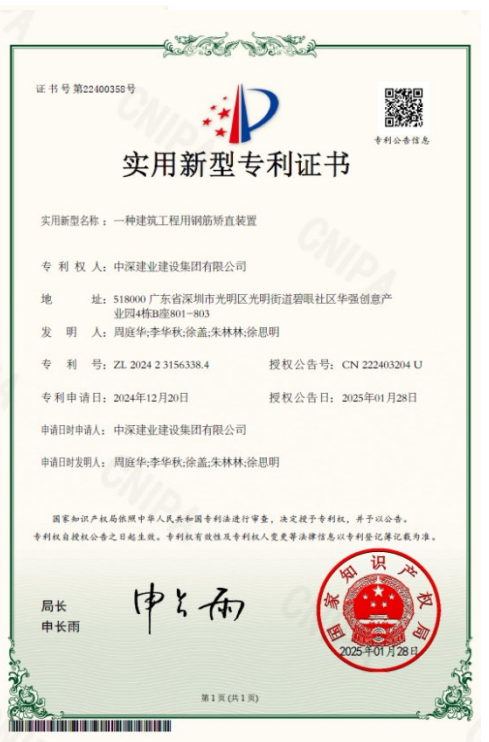 证书号第22400358号
专利公告信息
实用新型专利证书
实用新型名称：一种建筑工程用钢筋矫直装置
专利权人：中深建业建设集团有限公司
地址：518000 广东省深圳市光明区光明街道碧眼社区华强创意产
业园4栋B座801-803
发明人：周庭华;李华秋;徐盖;朱林林;徐思明
专利号：ZL 2024 2 3156338.4 授权公告号：CN 222403204 U
专利申请日：2024年12月20日 授权公告日：2025年01月28日
申请日时申请人：中深建业建设集团有限公司
申请日时发明人：周庭华;李华秋;徐盖;朱林林;徐思明
国家知识产权局依照中华人民共和国专利法进行审查，决定授予专利权，并予以公告。
专利权自授权公告之日起生效。专利权有效性及专利权人变更等法律信息以专利登记簿记载为准。
局长
申长雨
申长雨
国家知识产权局
2025年01月28日
第1页(共1页)
CNIPA
CNIPA
CNIPA
CNIPA